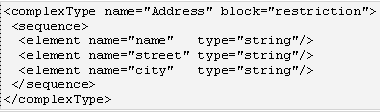 <complexType name="Address" block="restriction">
 <sequence>
  <element name="name"   type="string"/>
  <element name="street" type="string"/>
  <element name="city"   type="string"/>
 </sequence>
</complexType>